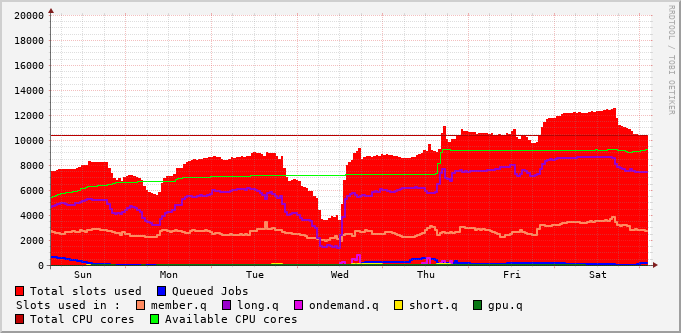 20000
18000
16000
14000
12000
10000
8000
6000
4000
2000
0
Sun Mon Tue Wed Thu Fri Sat
RRDTOOL / TOBI OETIKER
Total slots used Queued Jobs
Slots used in : member.q long.q ondemand.q short.q gpu.q
Total CPU cores Available CPU cores